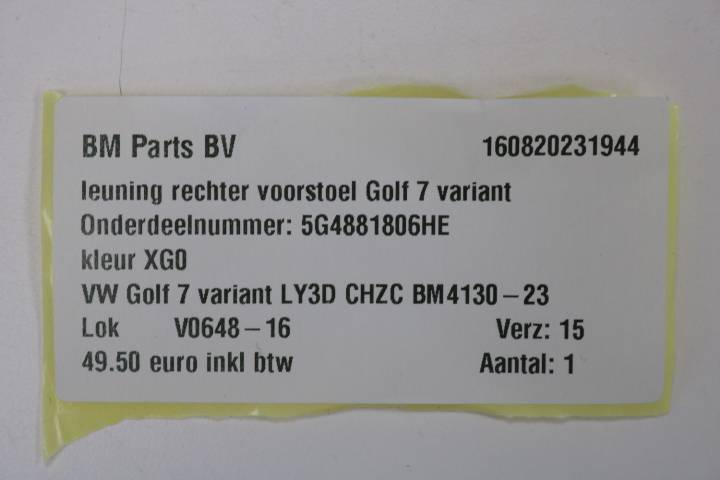 BM Parts BV 160820231944
leuning rechter voorstoel Golf 7 variant
Onderdeelnummer: 5G4881806HE
kleur XG0
VW Golf 7 variant LY3D CHZC BM4130-23
Lok V0648-16 Verz: 15
49.50 euro inkl btw Aantal: 1